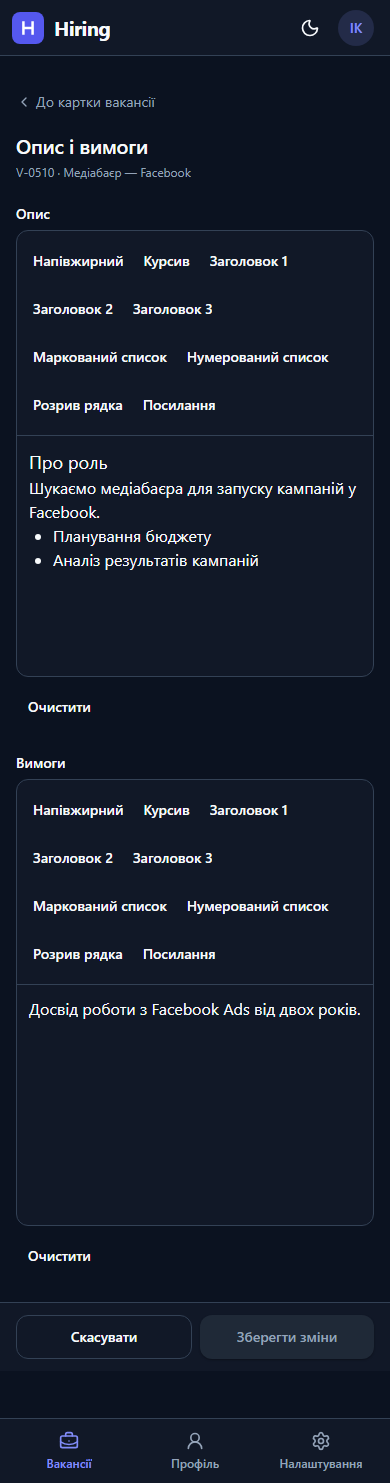 H Hiring IK
До картки вакансії
Опис і вимоги
V-0510 · Медіабаєр — Facebook
Опис
Напівжирний Курсив Заголовок 1
Заголовок 2 Заголовок 3
Маркований список Нумерований список
Розрив рядка Посилання
Про роль
Шукаємо медіабаєра для запуску кампаній у
Facebook.
• Планування бюджету
• Аналіз результатів кампаній
Очистити
Вимоги
Напівжирний Курсив Заголовок 1
Заголовок 2 Заголовок 3
Маркований список Нумерований список
Розрив рядка Посилання
Досвід роботи з Facebook Ads від двох років.
Очистити
Скасувати Зберегти зміни
Вакансії Профіль Налаштування